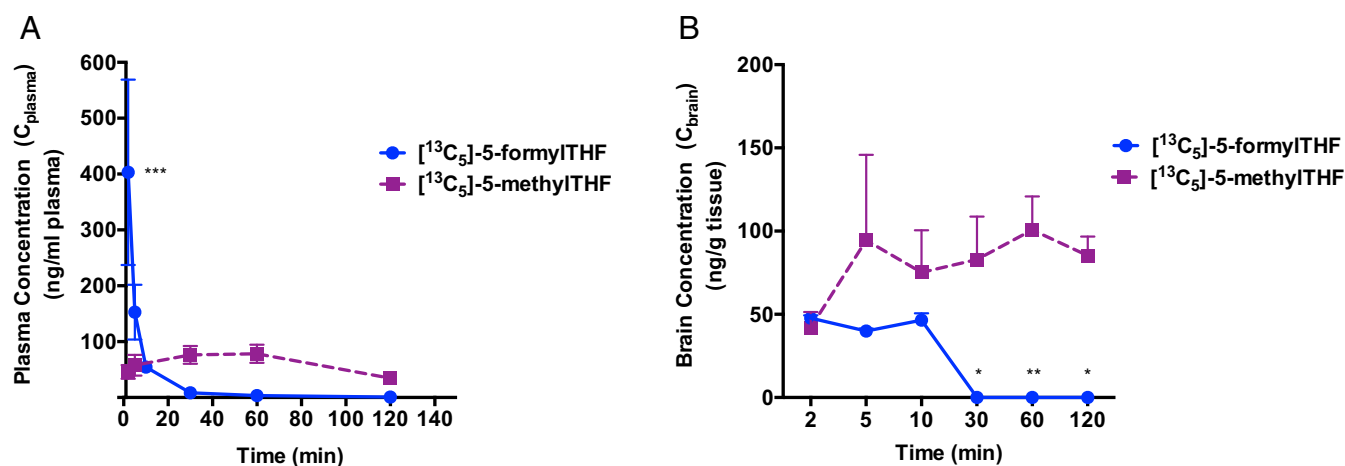 A
Plasma Concentration (Cplasma)
(ng/ml plasma)
600
500
400
300
200
100
***
0 20 40 60 80 100 120 140
Time (min)
[¹³C₅]-5-formylTHF
[¹³C₅]-5-methylTHF
B
Brain Concentration (Cbrain)
(ng/g tissue)
200
150
100
50
0
* ** *
2 5 10 30 60 120
Time (min)
[¹³C₅]-5-formylTHF
[¹³C₅]-5-methylTHF